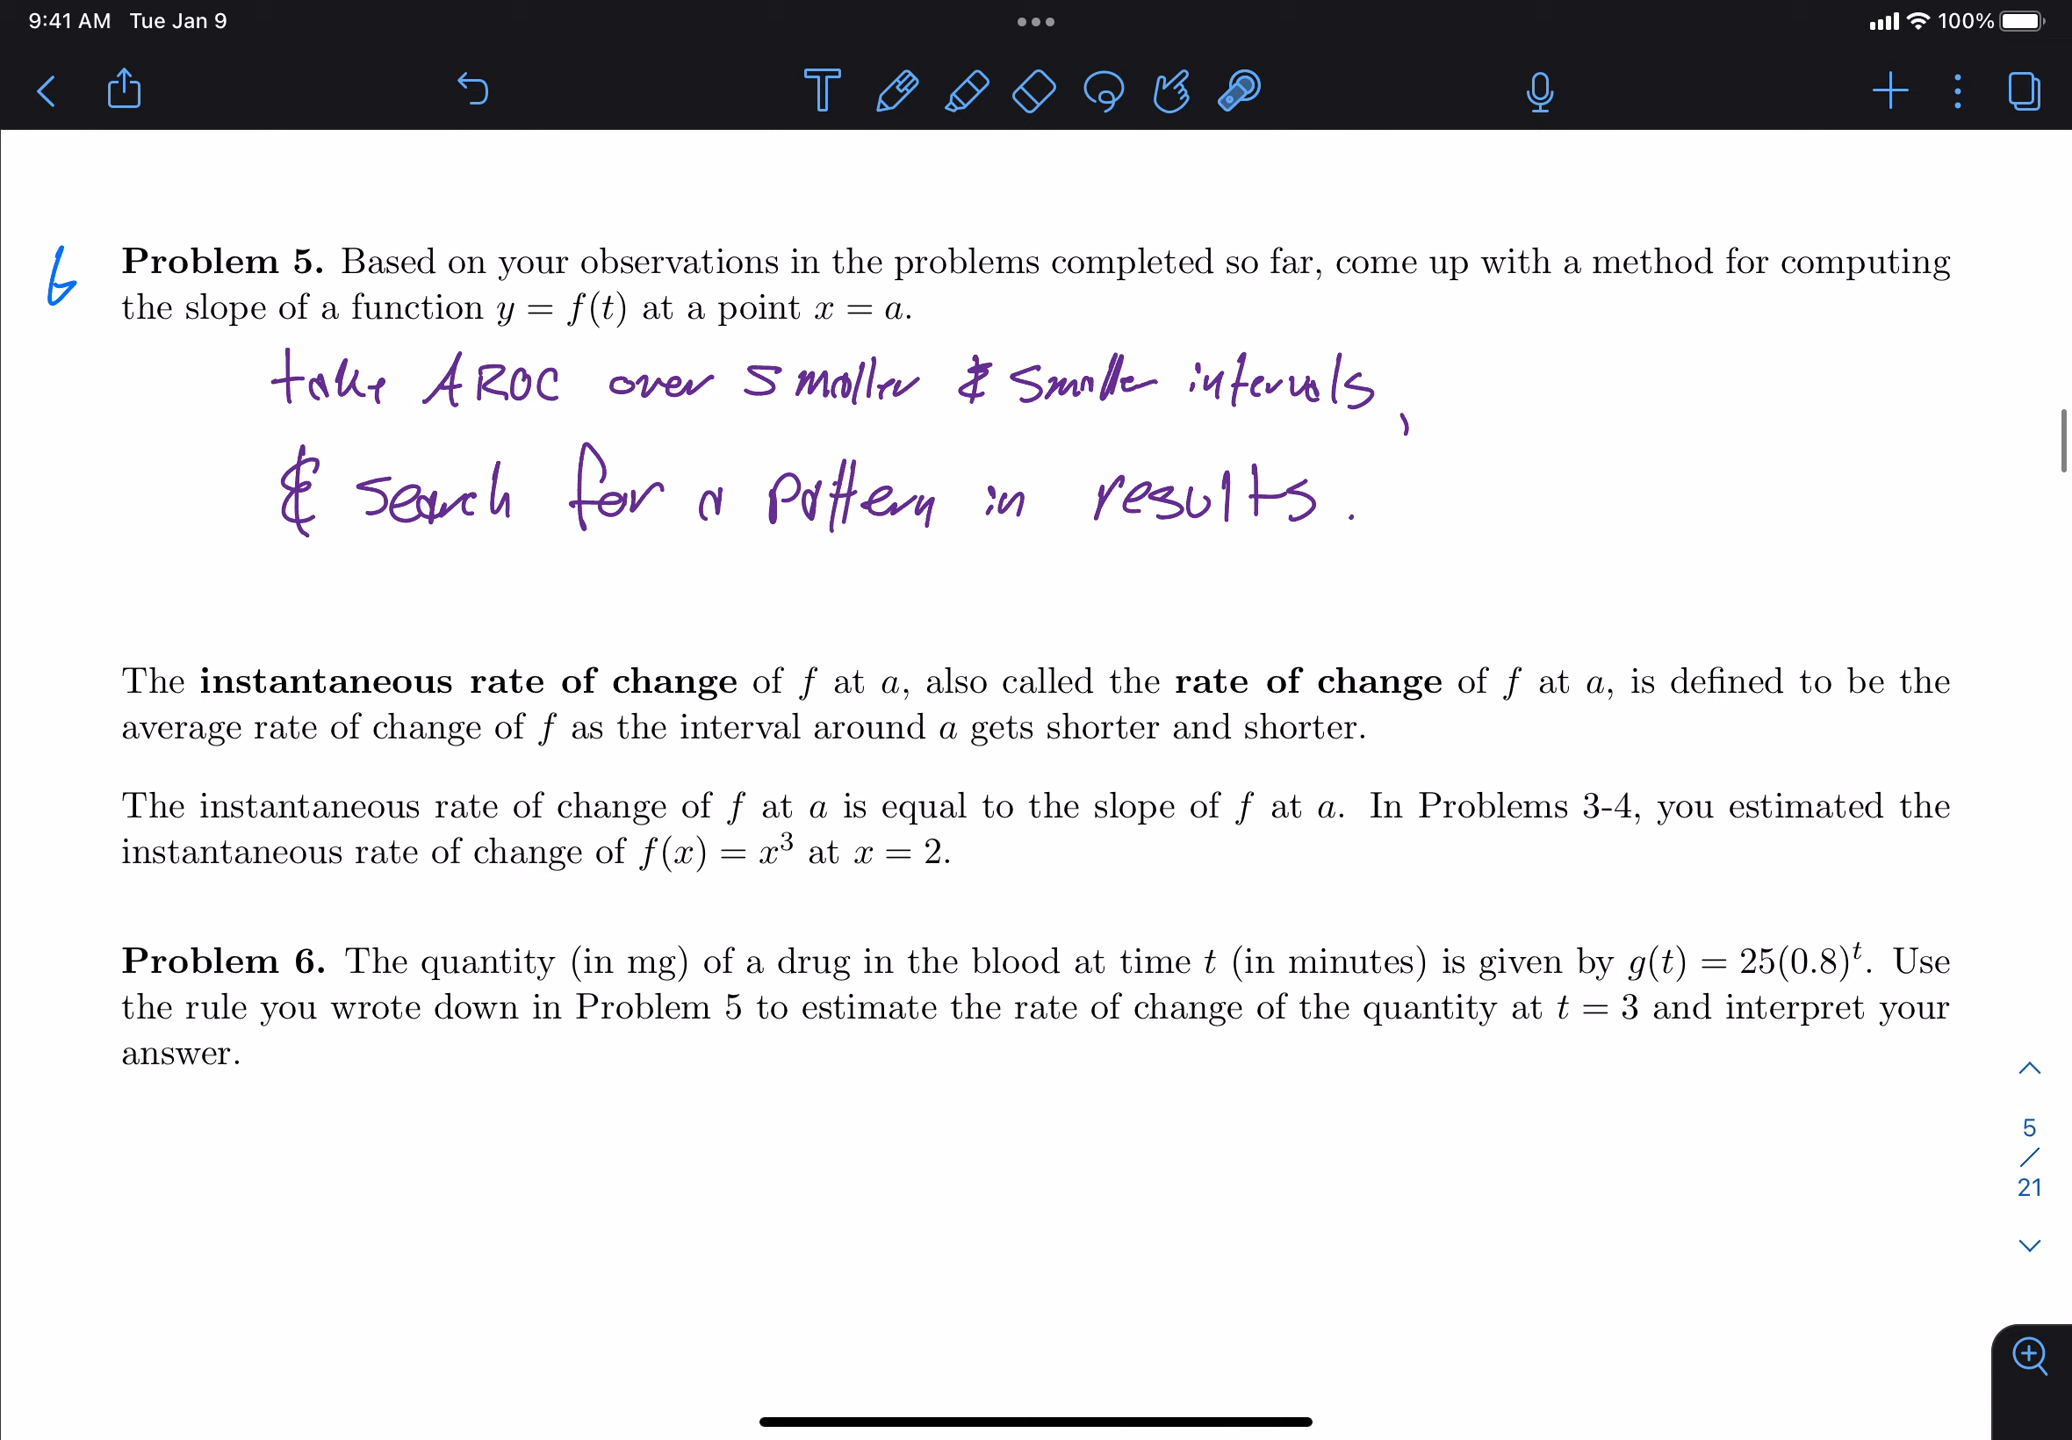 9:41 AM Tue Jan 9
100%
6
Problem 5. Based on your observations in the problems completed so far, come up with a method for computing
the slope of a function y = f(t) at a point x = a.
take AROC over smaller & smaller intervals,
& search for a pattern in results.
The instantaneous rate of change of f at a, also called the rate of change of f at a, is defined to be the
average rate of change of f as the interval around a gets shorter and shorter.
The instantaneous rate of change of f at a is equal to the slope of f at a. In Problems 3-4, you estimated the
instantaneous rate of change of f(x) = x³ at x = 2.
Problem 6. The quantity (in mg) of a drug in the blood at time t (in minutes) is given by g(t) = 25(0.8)ᵗ. Use
the rule you wrote down in Problem 5 to estimate the rate of change of the quantity at t = 3 and interpret your
answer.
5
/
21